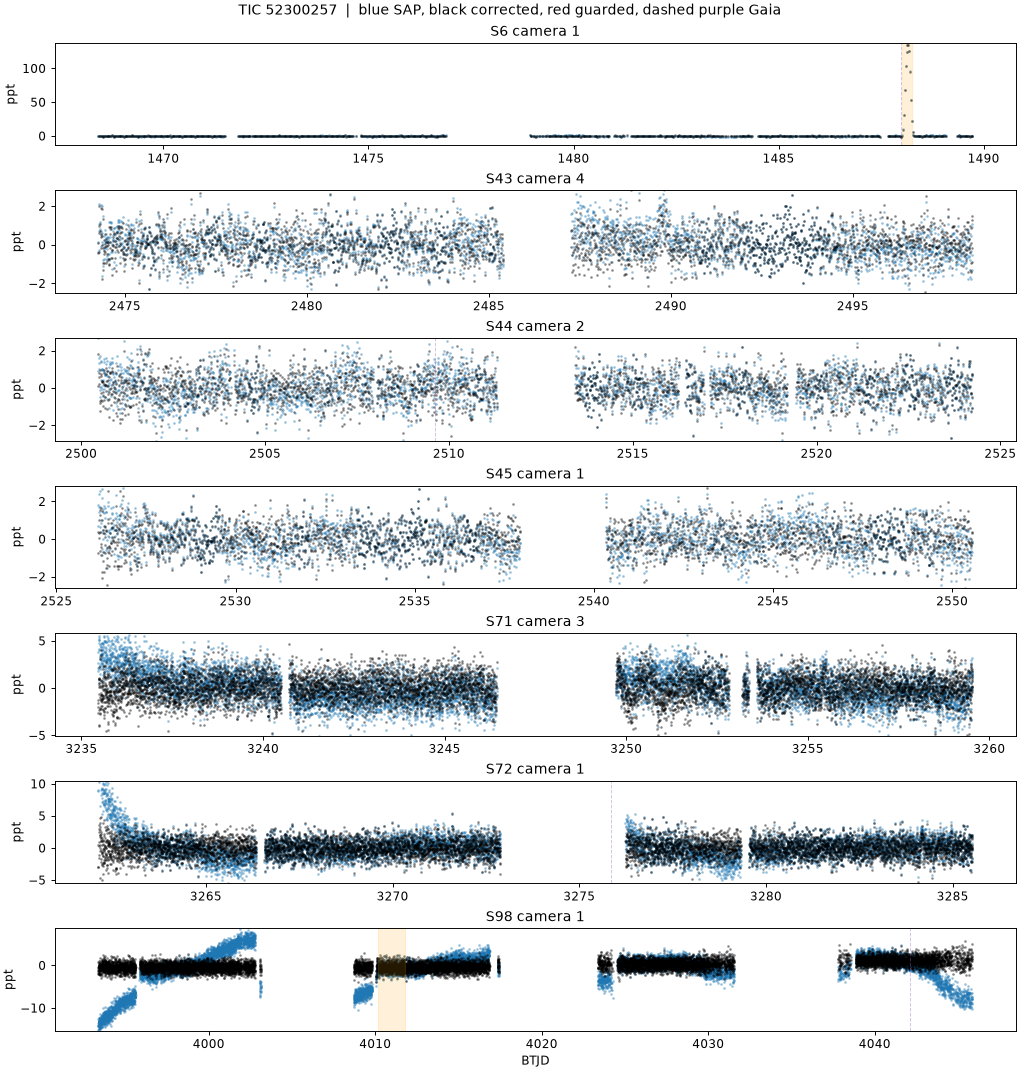 TIC 52300257 | blue SAP, black corrected, red guarded, dashed purple Gaia
S6 camera 1
ppt
100
50
0
1470 1475 1480 1485 1490
S43 camera 4
ppt
2
0
−2
2475 2480 2485 2490 2495
S44 camera 2
ppt
2
0
−2
2500 2505 2510 2515 2520 2525
S45 camera 1
ppt
2
0
−2
2525 2530 2535 2540 2545 2550
S71 camera 3
ppt
5
0
−5
3235 3240 3245 3250 3255 3260
S72 camera 1
ppt
10
5
0
−5
3265 3270 3275 3280 3285
S98 camera 1
ppt
0
−10
4000 4010 4020 4030 4040
BTJD